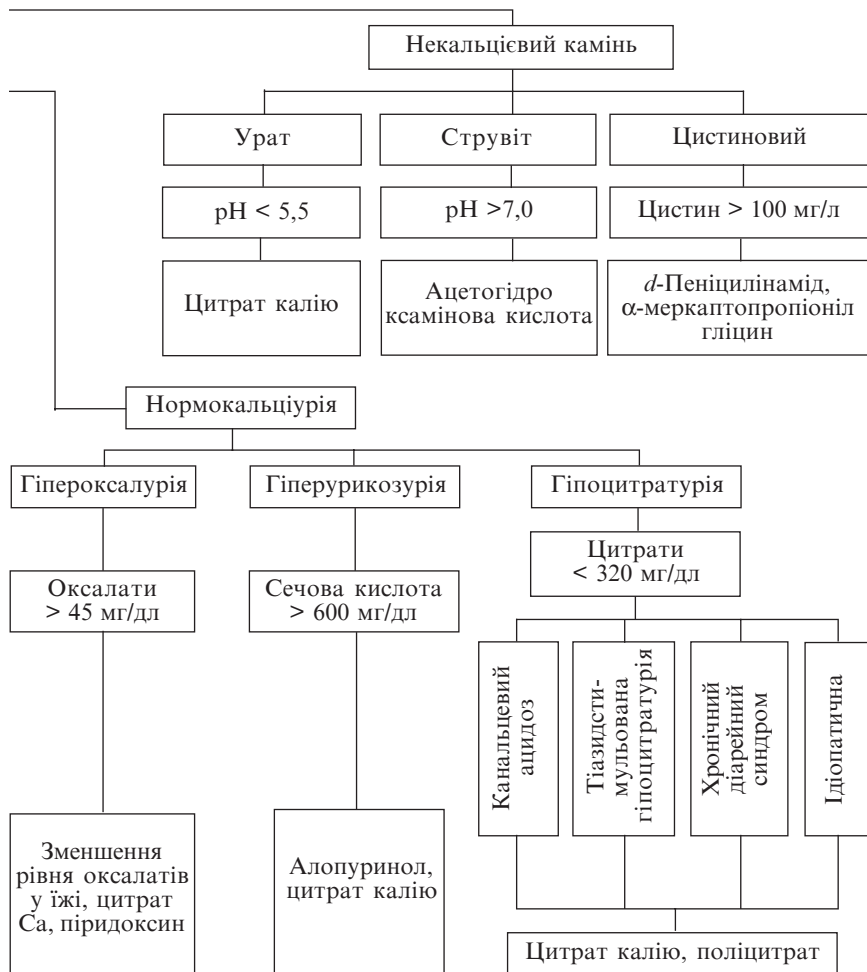 Некальцієвий камінь
Урат
Струвіт
Цистиновий
pH < 5,5
pH >7,0
Цистин > 100 мг/л
Цитрат калію
Ацетогідро
ксамінова кислота
d-Пеніцилінамід,
α-меркаптопропіоніл
гліцин
Нормокальціурія
Гіпероксалурія
Гіперурикозурія
Гіпоцитратурія
Цитрати
< 320 мг/дл
Оксалати
> 45 мг/дл
Сечова кислота
> 600 мг/дл
Канальцевий
ацидоз
Тіазидсти-
мульована
гіпоцитратурія
Хронічний
діарейний
синдром
Ідіопатична
Зменшення
рівня оксалатів
у їжі, цитрат
Ca, піридоксин
Алопуринол,
цитрат калію
Цитрат калію, поліцитрат